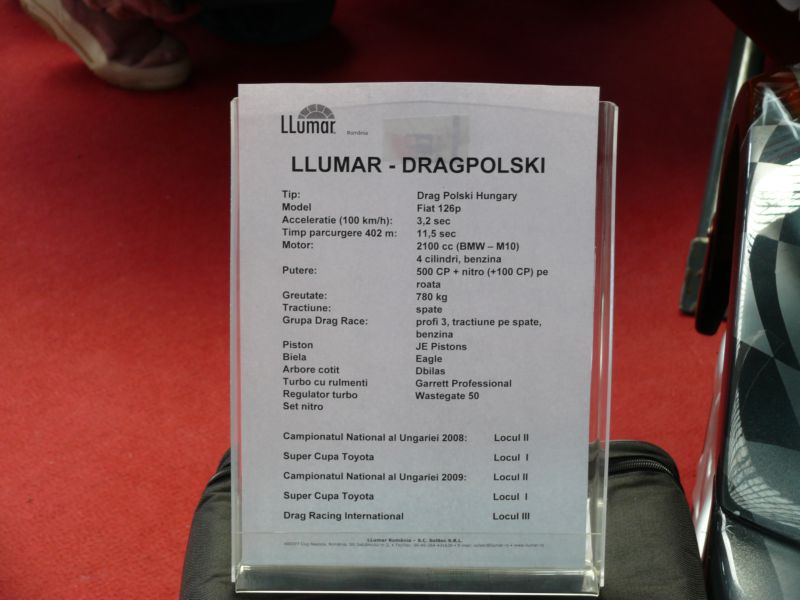 LLumar
România
LLUMAR - DRAGPOLSKI
Tip: Drag Polski Hungary
Model Fiat 126p
Acceleratie (100 km/h): 3,2 sec
Timp parcurgere 402 m: 11,5 sec
Motor: 2100 cc (BMW – M10)
4 cilindri, benzina
Putere: 500 CP + nitro (+100 CP) pe
roata
Greutate: 780 kg
Tractiune: spate
Grupa Drag Race: profi 3, tractiune pe spate,
benzina
Piston JE Pistons
Biela Eagle
Arbore cotit Dbilas
Turbo cu rulmenti Garrett Professional
Regulator turbo Wastegate 50
Set nitro
Campionatul National al Ungariei 2008: Locul II
Super Cupa Toyota Locul I
Campionatul National al Ungariei 2009: Locul II
Super Cupa Toyota Locul I
Drag Racing International Locul III
LLumar România – S.C. Soltec S.R.L.